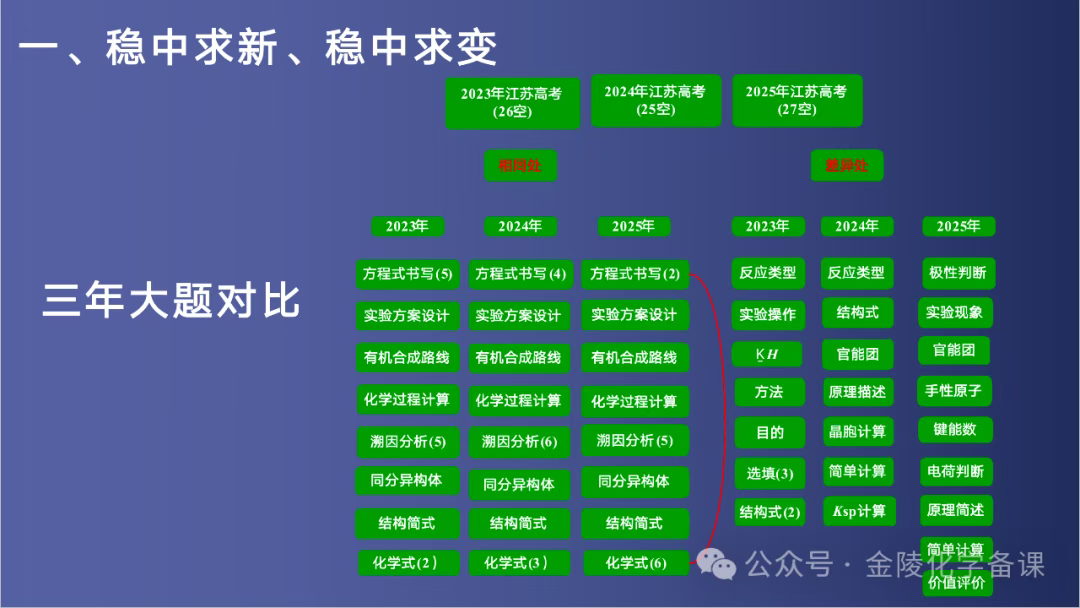 一、稳中求新、稳中求变
2023年江苏高考
(26空)
2024年江苏高考
(25空)
2025年江苏高考
(27空)
相同处
差异处
三年大题对比
2023年
2024年
2025年
2023年
2024年
2025年
方程式书写(5)
方程式书写(4)
方程式书写(2)
反应类型
反应类型
极性判断
实验方案设计
实验方案设计
实验方案设计
实验操作
结构式
实验现象
有机合成路线
有机合成路线
有机合成路线
ḲH
官能团
官能团
化学过程计算
化学过程计算
化学过程计算
方法
原理描述
手性原子
溯因分析(5)
溯因分析(6)
溯因分析(5)
目的
晶胞计算
键能数
同分异构体
同分异构体
同分异构体
选填(3)
简单计算
电荷判断
结构简式
结构简式
结构简式
结构式(2)
Ksp计算
原理简述
化学式(2)
化学式(3)
化学式(6)
简单计算
价值评价
公众号·金陵化学备课